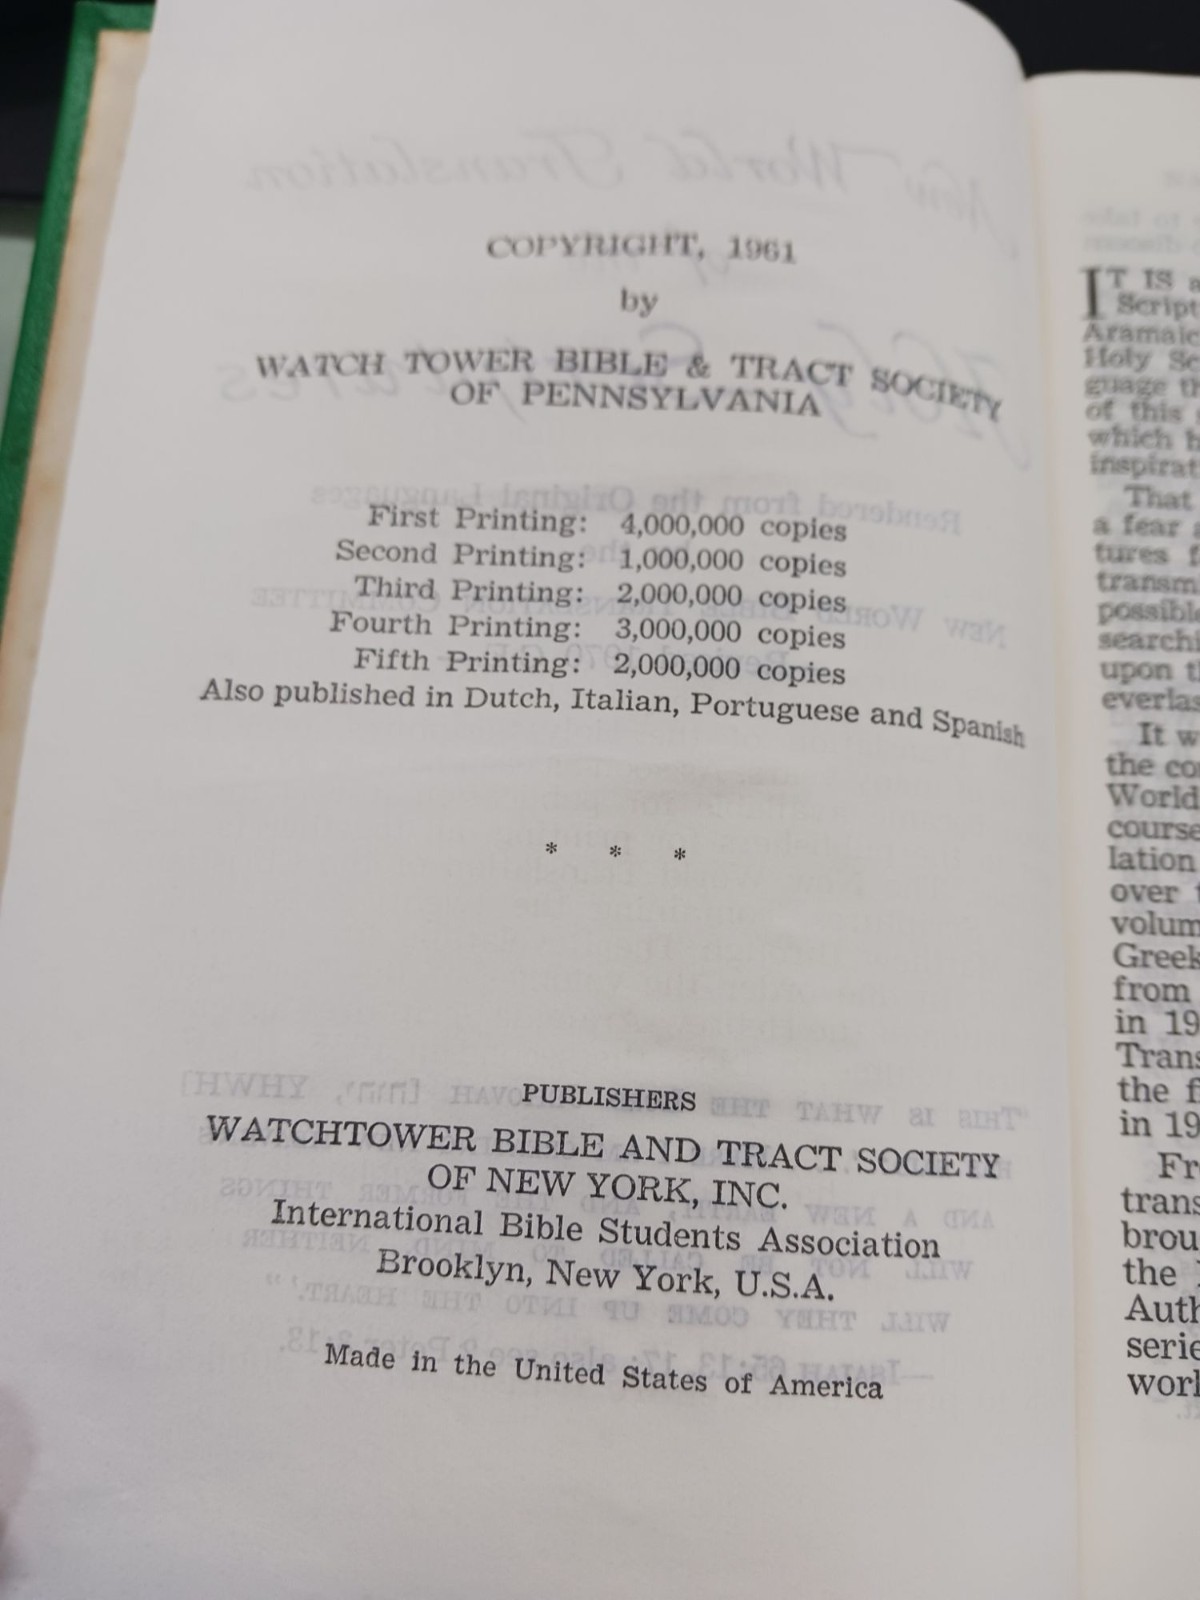 COPYRIGHT, 1961
by
WATCH TOWER BIBLE & TRACT SOCIETY
OF PENNSYLVANIA
First Printing: 4,000,000 copies
Second Printing: 1,000,000 copies
Third Printing: 2,000,000 copies
Fourth Printing: 3,000,000 copies
Fifth Printing: 2,000,000 copies
Also published in Dutch, Italian, Portuguese and Spanish
* * *
PUBLISHERS
WATCHTOWER BIBLE AND TRACT SOCIETY
OF NEW YORK, INC.
International Bible Students Association
Brooklyn, New York, U.S.A.
Made in the United States of America
IT IS a
Script
Aramaic
Holy Sc
guage th
of this
which h
inspirat
That
a fear a
tures f
transm
possible
searchi
upon th
everlas
It w
the co
World
course
lation
over t
volum
Greek
from
in 19
Trans
the f
in 19
Fr
trans
brou
the
Auth
serie
worl